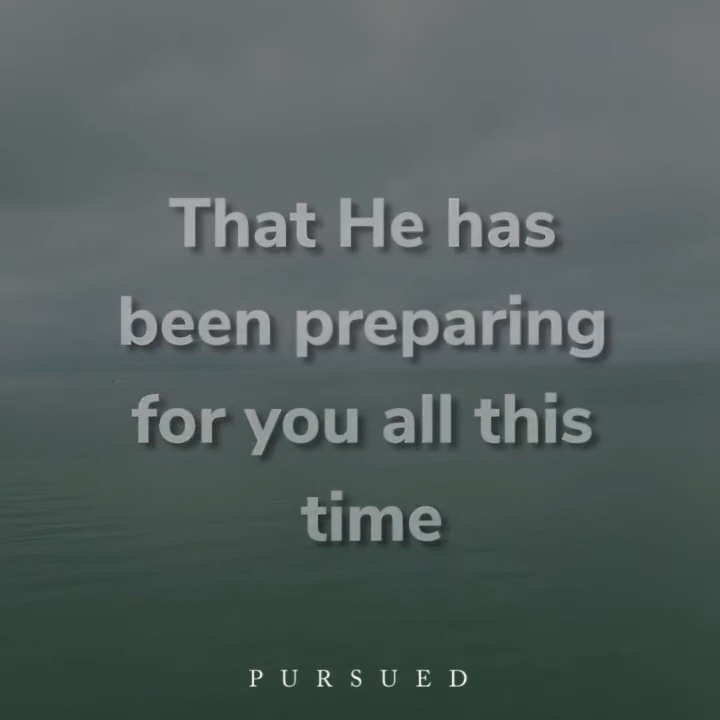 That He has
been preparing
for you all this
time
PURSUED